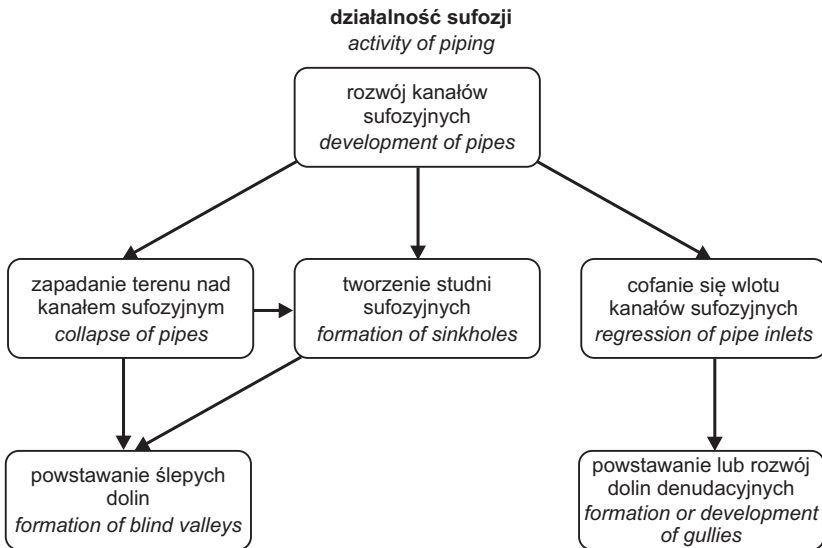 działalność sufozji
activity of piping
rozwój kanałów
sufozyjnych
development of pipes
zapadanie terenu nad
kanałem sufozyjnym
collapse of pipes
tworzenie studni
sufozyjnych
formation of sinkholes
cofanie się wlotu
kanałów sufozyjnych
regression of pipe inlets
powstawanie ślepych
dolin
formation of blind valleys
powstawanie lub rozwój
dolin denudacyjnych
formation or development
of gullies